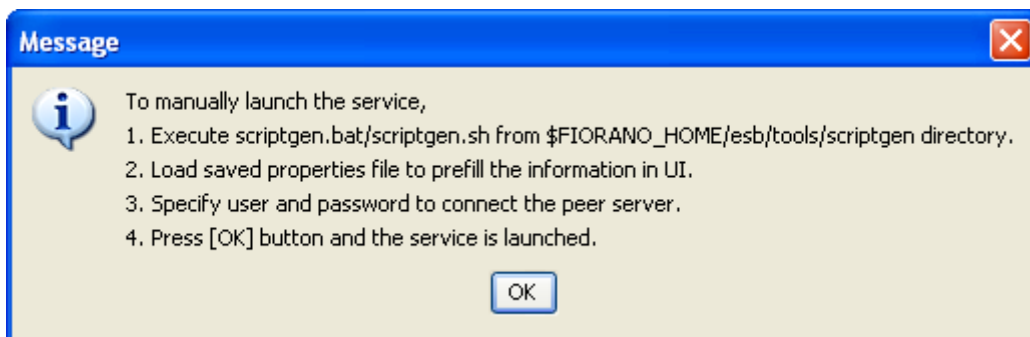 Message
To manually launch the service,
1. Execute scriptgen.bat/scriptgen.sh from $FIORANO_HOME/esb/tools/scriptgen directory.
2. Load saved properties file to prefill the information in UI.
3. Specify user and password to connect the peer server.
4. Press [OK] button and the service is launched.
OK